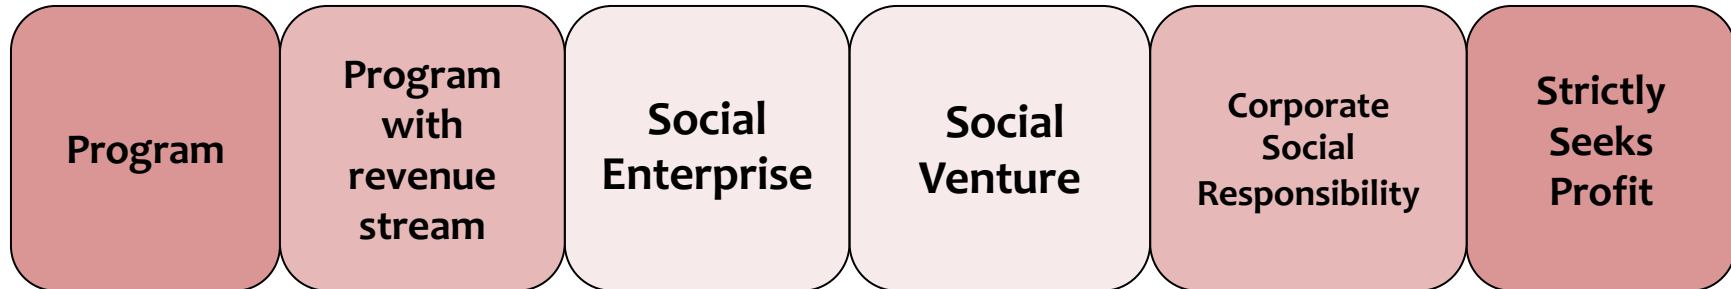 Program
Program
with
revenue
stream
Social
Enterprise
Social
Venture
Corporate
Social
Responsibility
Strictly
Seeks
Profit